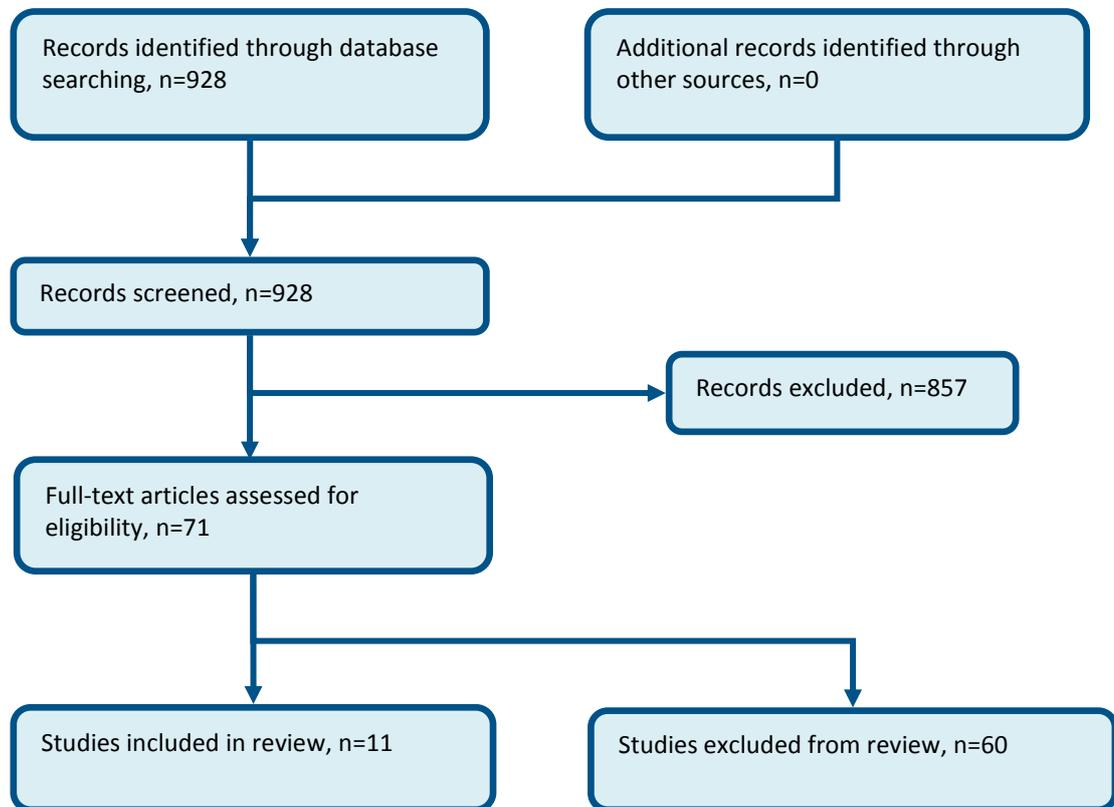 Records identified through database
searching, n=928
Additional records identified through
other sources, n=0
Records screened, n=928
Records excluded, n=857
Full-text articles assessed for
eligibility, n=71
Studies included in review, n=11
Studies excluded from review, n=60